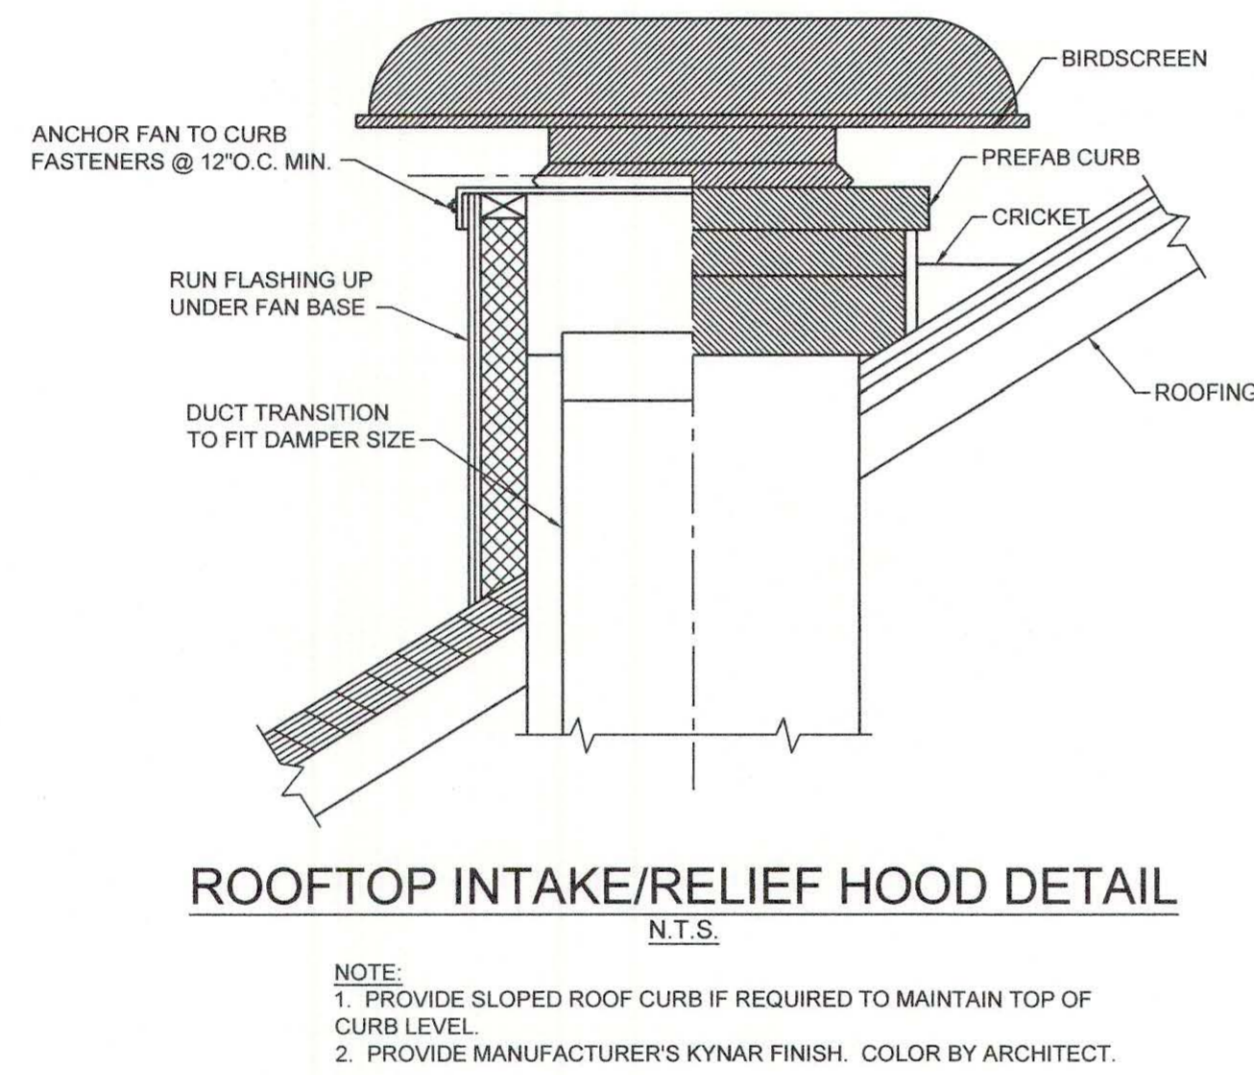 BIRDSCREEN
ANCHOR FAN TO CURB
FASTENERS @ 12"O.C. MIN.
PREFAB CURB
CRICKET
RUN FLASHING UP
UNDER FAN BASE
ROOFING
DUCT TRANSITION
TO FIT DAMPER SIZE
ROOFTOP INTAKE/RELIEF HOOD DETAIL
N.T.S.
NOTE:
1. PROVIDE SLOPED ROOF CURB IF REQUIRED TO MAINTAIN TOP OF
CURB LEVEL.
2. PROVIDE MANUFACTURER'S KYNAR FINISH. COLOR BY ARCHITECT.